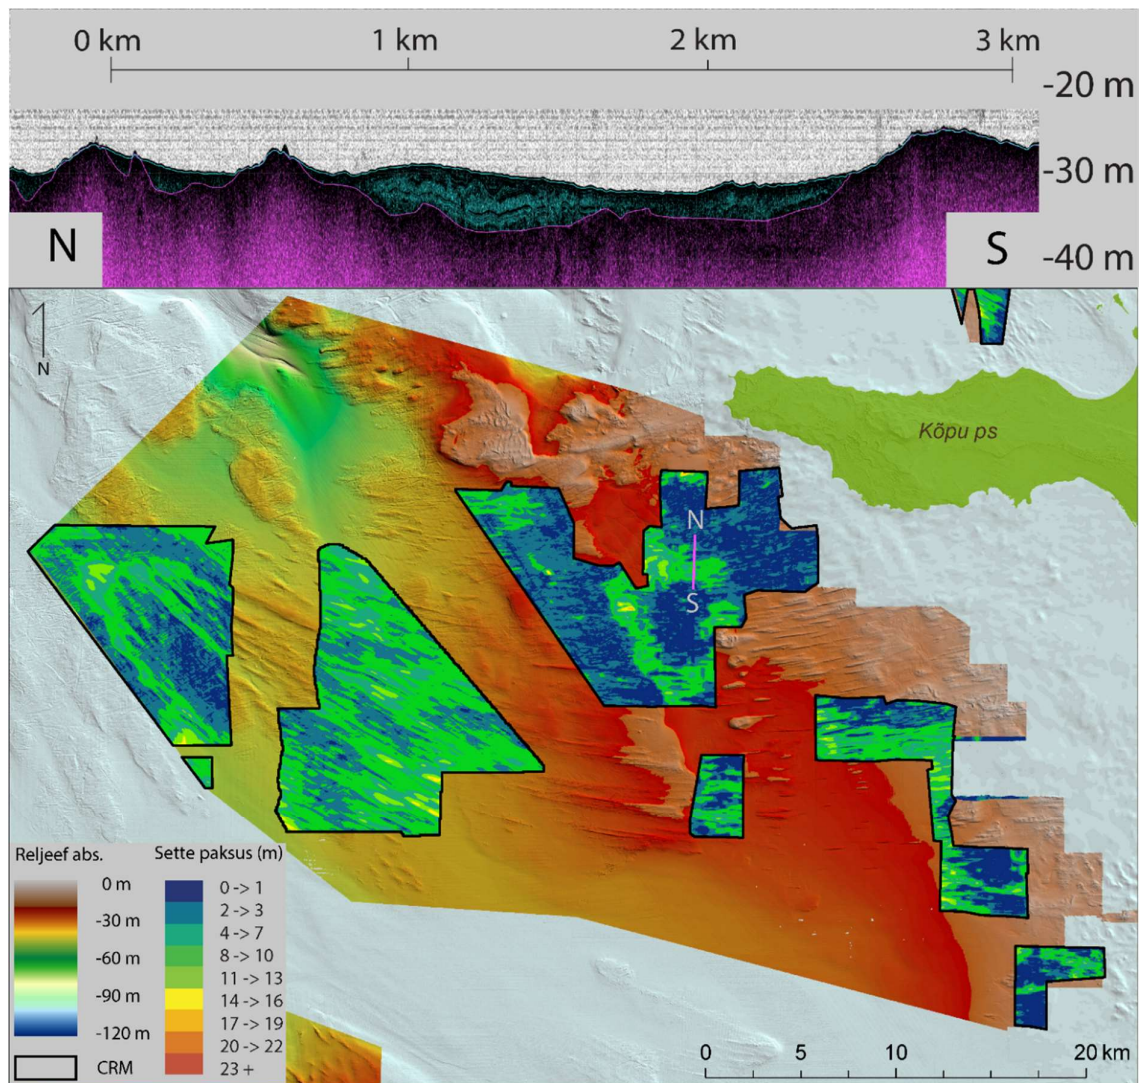 0 km 1 km 2 km 3 km
-20 m
-30 m
N S -40 m
N
Kõpu ps
N
S
Reljeef abs. Sette paksus (m)
0 m 0 -> 1
2 -> 3
-30 m 4 -> 7
-60 m 8 -> 10
11 -> 13
-90 m 14 -> 16
17 -> 19
-120 m 20 -> 22
CRM 23 +
0 5 10 20 km